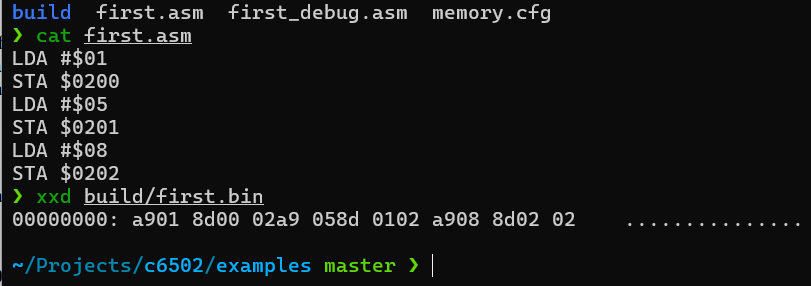 build  first.asm  first_debug.asm  memory.cfg
❯ cat first.asm
LDA #$01
STA $0200
LDA #$05
STA $0201
LDA #$08
STA $0202
❯ xxd build/first.bin
00000000: a901 8d00 02a9 058d 0102 a908 8d02 02    ...............
~/Projects/c6502/examples master ❯